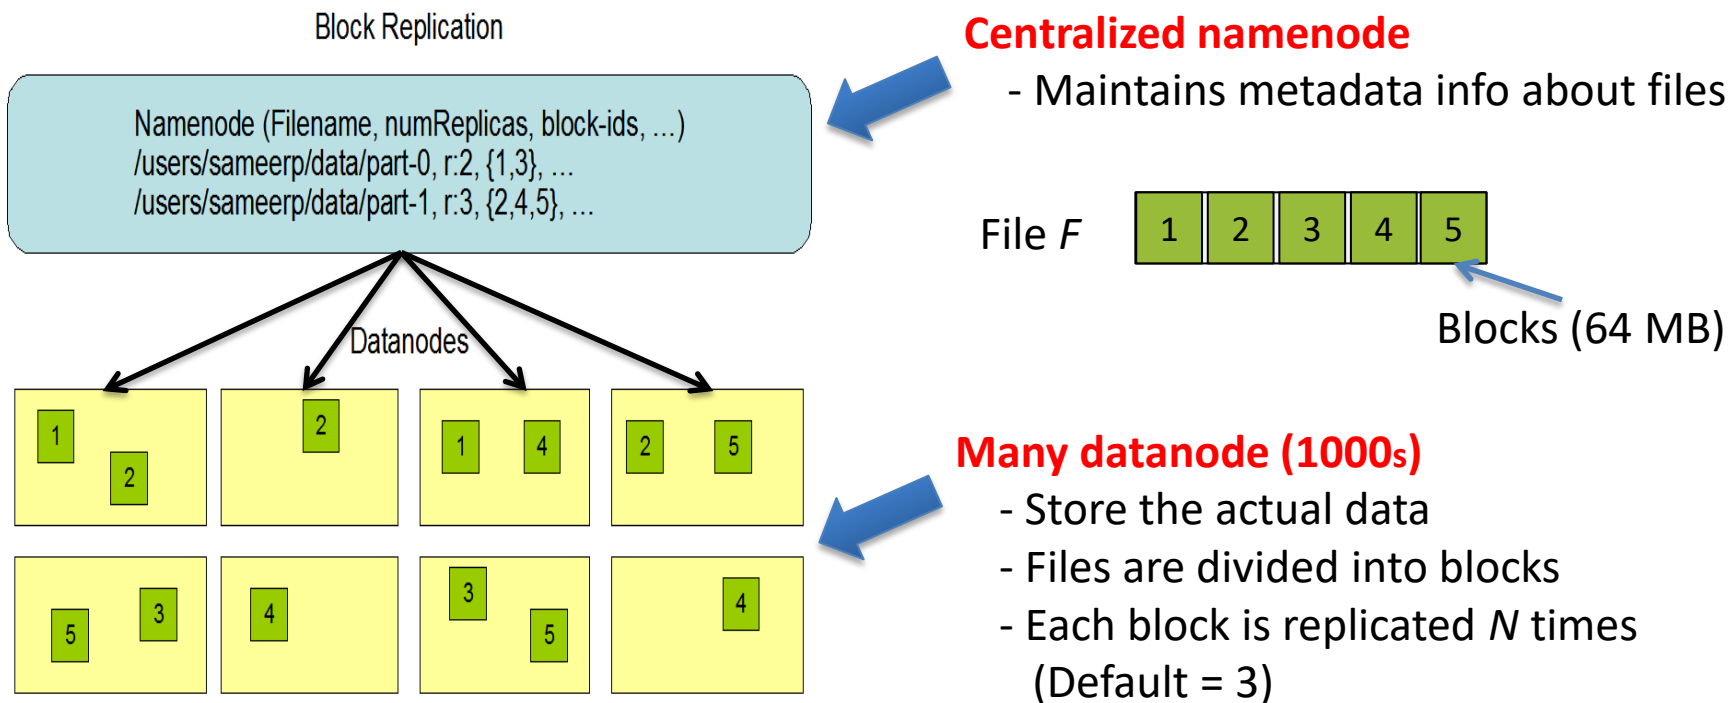 Block Replication
Namenode (Filename, numReplicas, block-ids, …)
/users/sameerp/data/part-0, r:2, {1,3}, …
/users/sameerp/data/part-1, r:3, {2,4,5}, …
Datanodes
1
2
2
1
4
2
5
5
3
4
3
5
4
Centralized namenode
- Maintains metadata info about files
File F
1 2 3 4 5
Blocks (64 MB)
Many datanode (1000s)
- Store the actual data
- Files are divided into blocks
- Each block is replicated N times
(Default = 3)